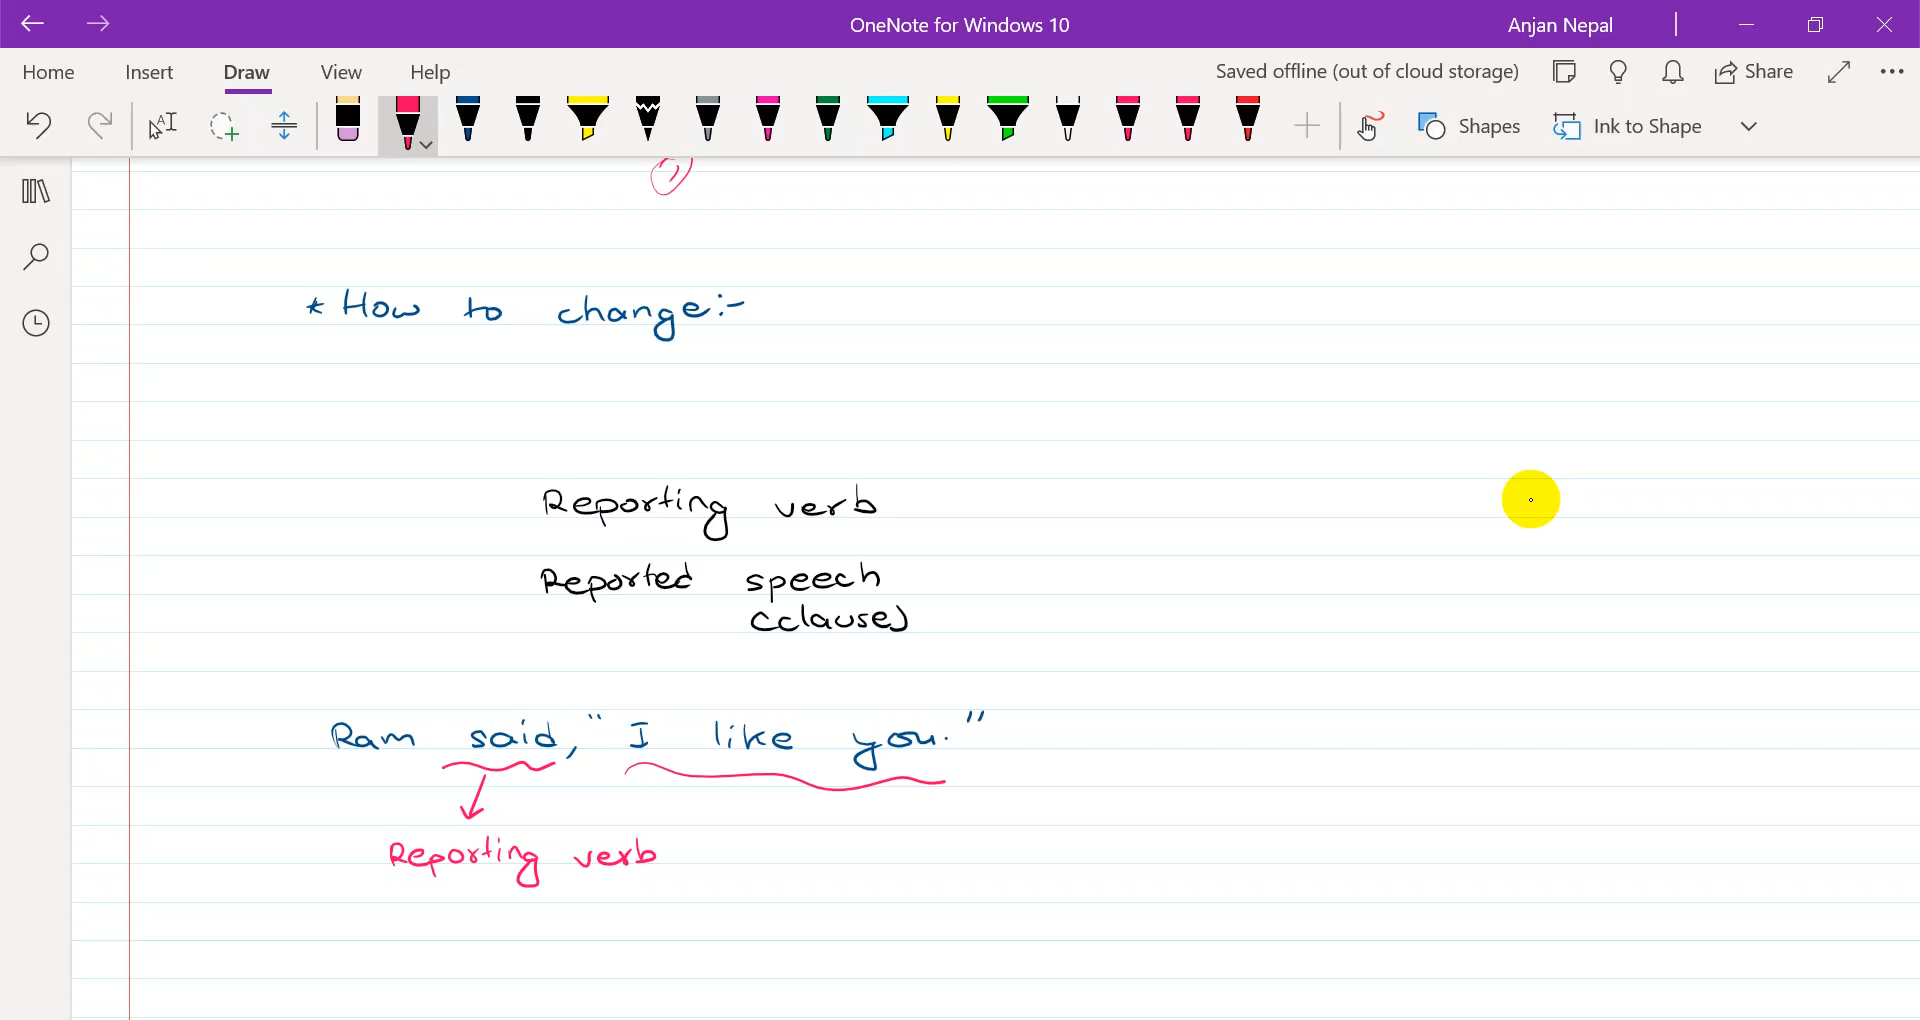 OneNote for Windows 10
Anjan Nepal
Home Insert Draw View Help
Saved offline (out of cloud storage) Share
Shapes Ink to Shape
* How to change:-
Reporting verb
Reported speech
(clause)
Ram said, "I like you."
Reporting verb